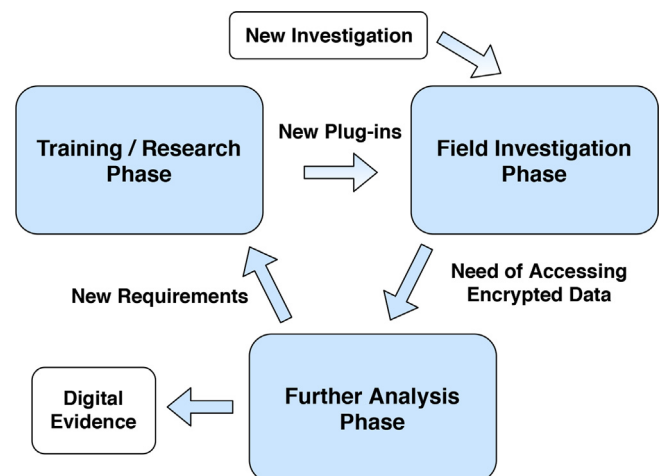 New Investigation
Training / Research
Phase
New Plug-ins
Field Investigation
Phase
New Requirements
Need of Accessing
Encrypted Data
Digital
Evidence
Further Analysis
Phase